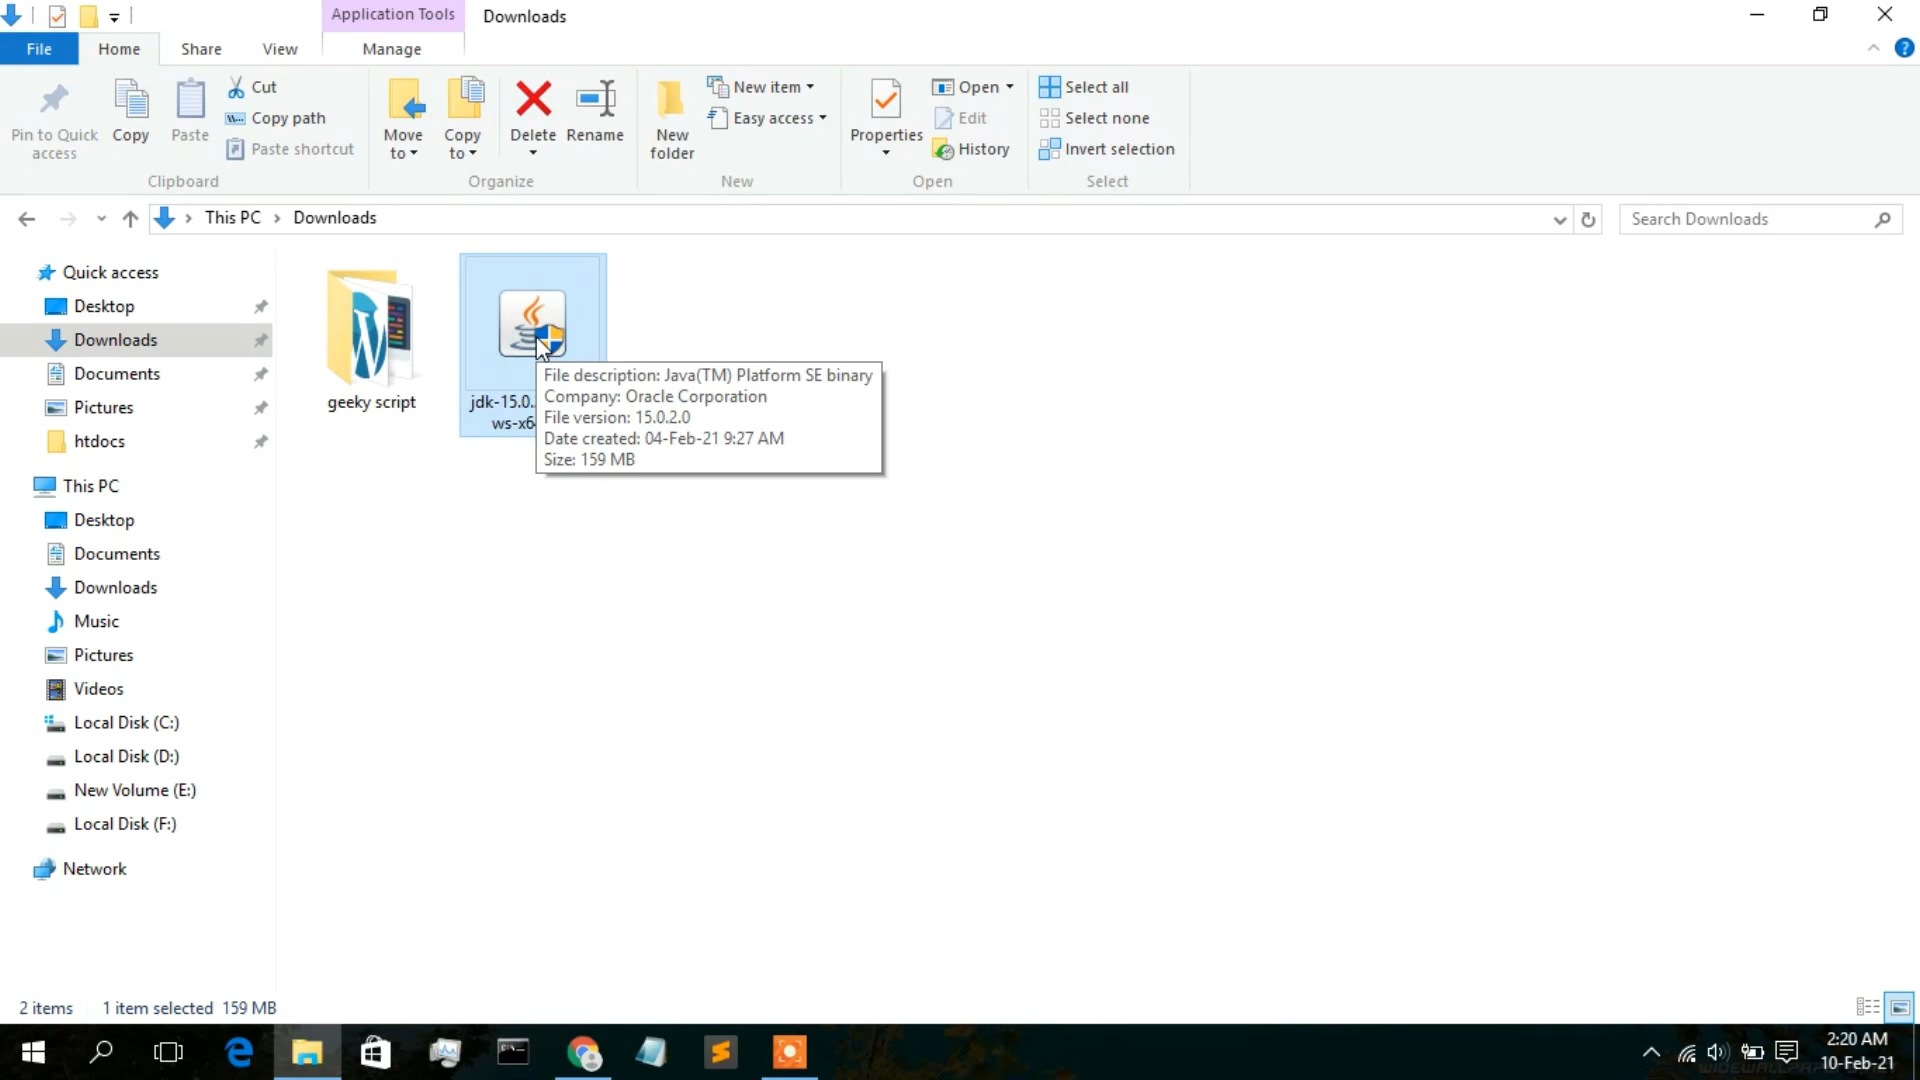 Application Tools
Downloads
File
Home
Share
View
Manage
?
Pin to Quick access
Copy
Paste
Cut
Copy path
Paste shortcut
Clipboard
Move to
Copy to
Delete
Rename
Organize
New folder
New item
Easy access
New
Properties
Open
Edit
History
Open
Select all
Select none
Invert selection
Select
This PC
Downloads
Search Downloads
Quick access
Desktop
Downloads
Documents
Pictures
htdocs
This PC
Desktop
Documents
Downloads
Music
Pictures
Videos
Local Disk (C:)
Local Disk (D:)
New Volume (E:)
Local Disk (F:)
Network
geeky script
jdk-15.0.
ws-x6
File description: Java(TM) Platform SE binary
Company: Oracle Corporation
File version: 15.0.2.0
Date created: 04-Feb-21 9:27 AM
Size: 159 MB
2 items
1 item selected 159 MB
2:20 AM
10-Feb-21